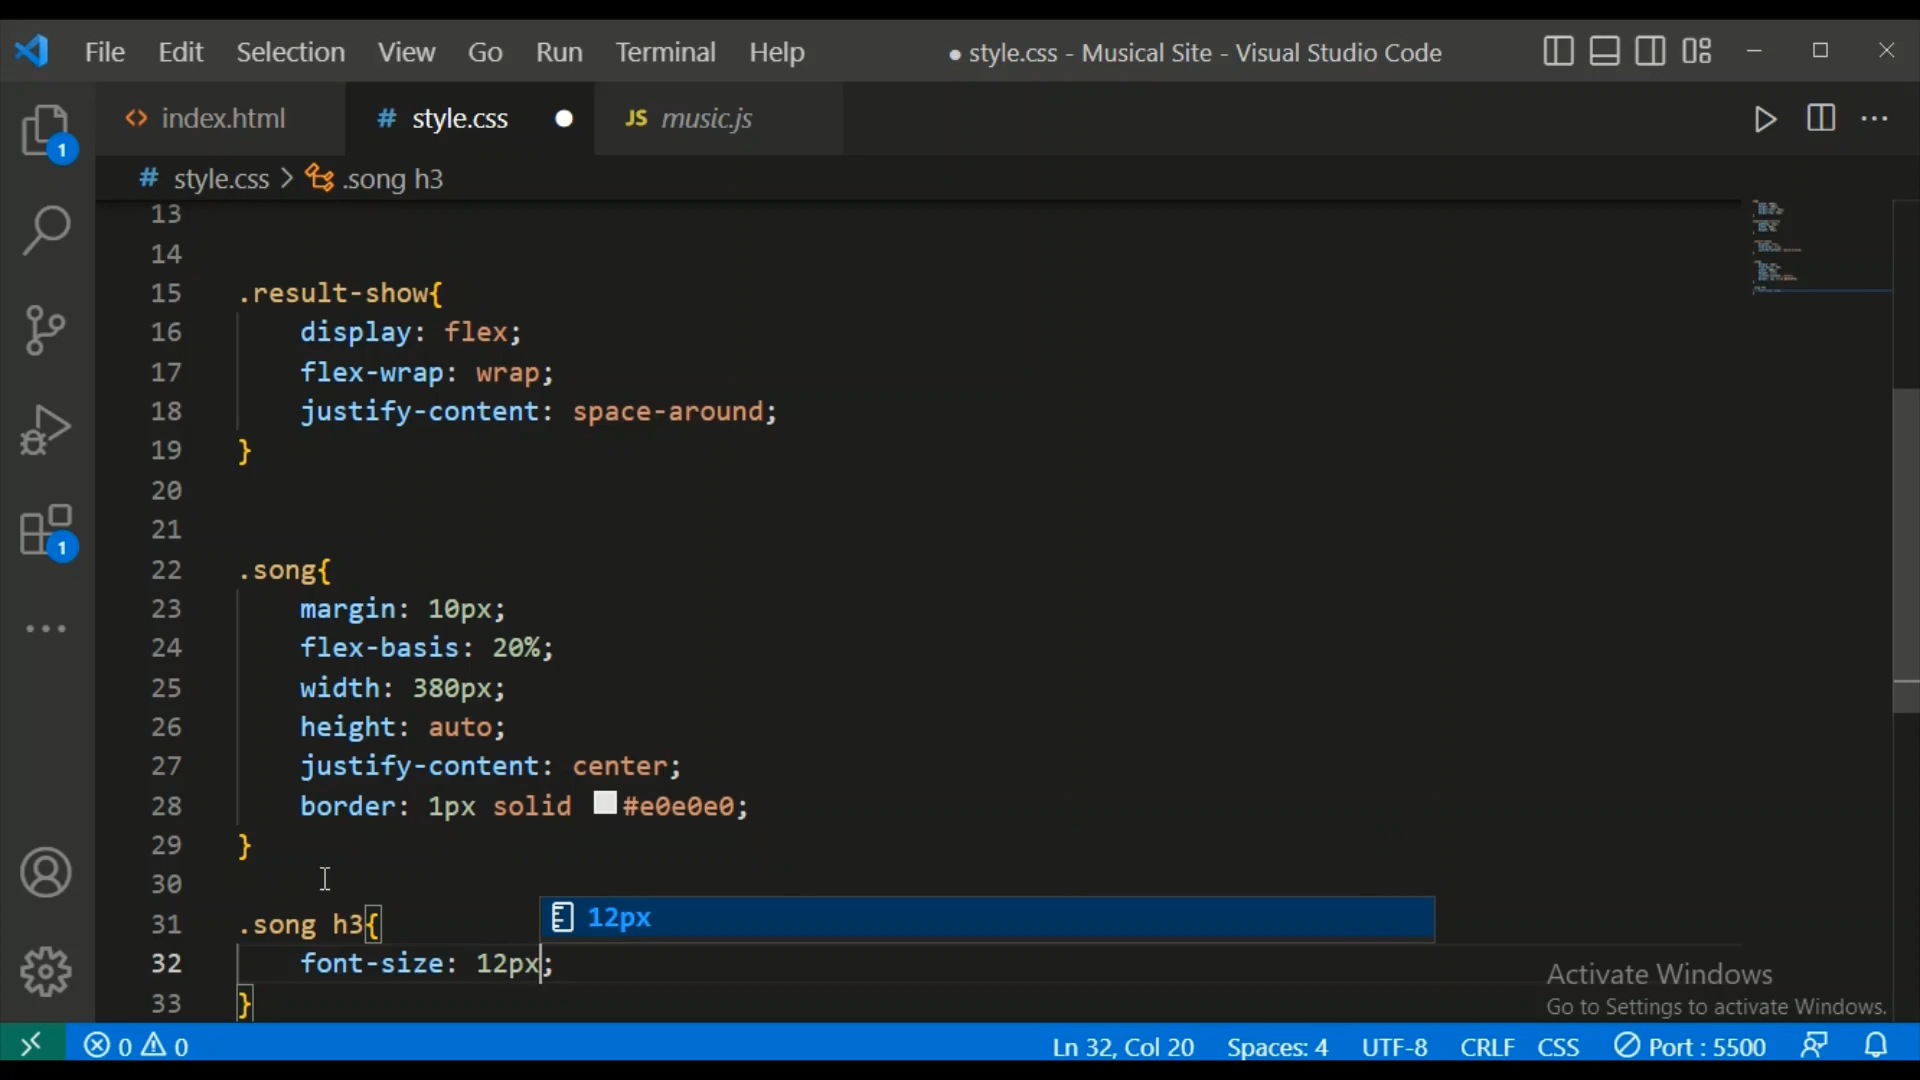 File Edit Selection View Go Run Terminal Help ● style.css - Musical Site - Visual Studio Code
<> index.html # style.css ● JS music.js
# style.css > .song h3
13
14
15 .result-show{
16 display: flex;
17 flex-wrap: wrap;
18 justify-content: space-around;
19 }
20
21
22 .song{
23 margin: 10px;
24 flex-basis: 20%;
25 width: 380px;
26 height: auto;
27 justify-content: center;
28 border: 1px solid #e0e0e0;
29 }
30
31 .song h3{
12px
32 font-size: 12px;
33 }
1
1
Activate Windows
Go to Settings to activate Windows.
0 0 Ln 32, Col 20 Spaces: 4 UTF-8 CRLF CSS Port : 5500